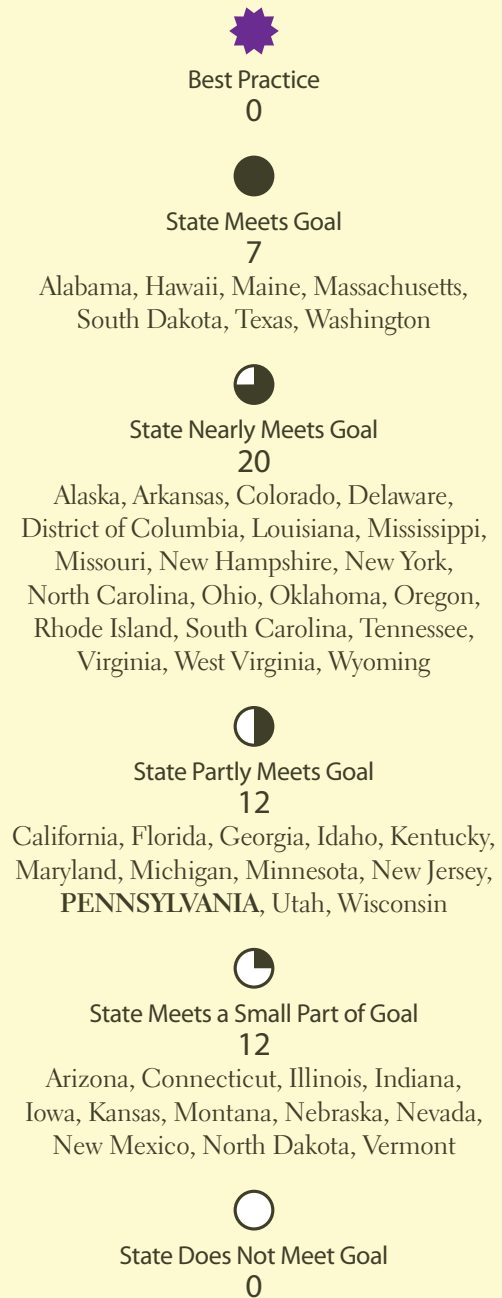 Best Practice
0
State Meets Goal
7
Alabama, Hawaii, Maine, Massachusetts,
South Dakota, Texas, Washington
State Nearly Meets Goal
20
Alaska, Arkansas, Colorado, Delaware,
District of Columbia, Louisiana, Mississippi,
Missouri, New Hampshire, New York,
North Carolina, Ohio, Oklahoma, Oregon,
Rhode Island, South Carolina, Tennessee,
Virginia, West Virginia, Wyoming
State Partly Meets Goal
12
California, Florida, Georgia, Idaho, Kentucky,
Maryland, Michigan, Minnesota, New Jersey,
PENNSYLVANIA, Utah, Wisconsin
State Meets a Small Part of Goal
12
Arizona, Connecticut, Illinois, Indiana,
Iowa, Kansas, Montana, Nebraska, Nevada,
New Mexico, North Dakota, Vermont
State Does Not Meet Goal
0